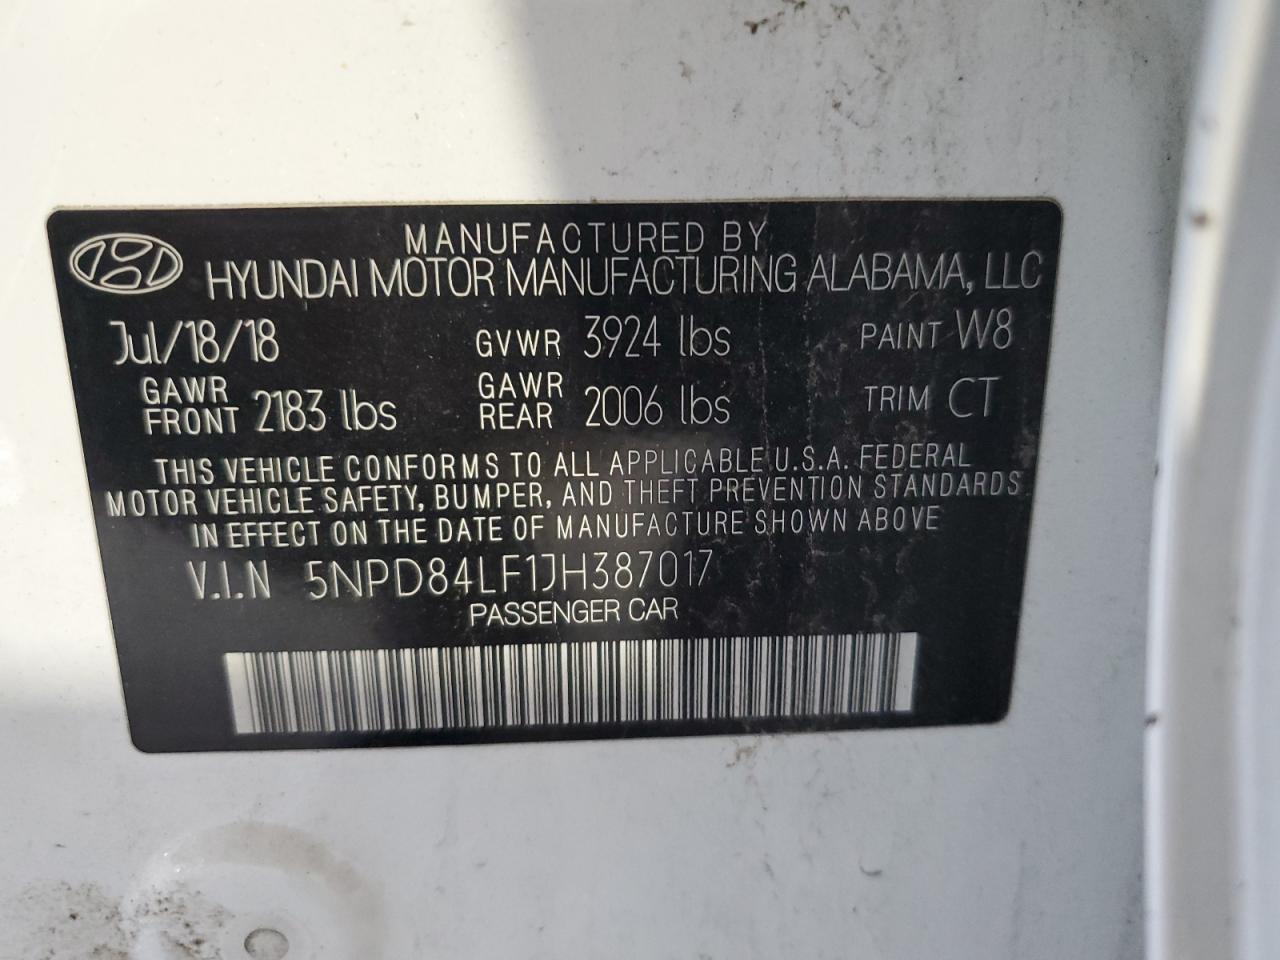 MANUFACTURED BY
HYUNDAI MOTOR MANUFACTURING ALABAMA, LLC
Jul/18/18 GVWR 3924 lbs PAINT W8
GAWR FRONT 2183 lbs GAWR REAR 2006 lbs TRIM CT
THIS VEHICLE CONFORMS TO ALL APPLICABLE U.S.A. FEDERAL
MOTOR VEHICLE SAFETY, BUMPER, AND THEFT PREVENTION STANDARDS
IN EFFECT ON THE DATE OF MANUFACTURE SHOWN ABOVE
V.I.N 5NPD84LF1JH387017
PASSENGER CAR